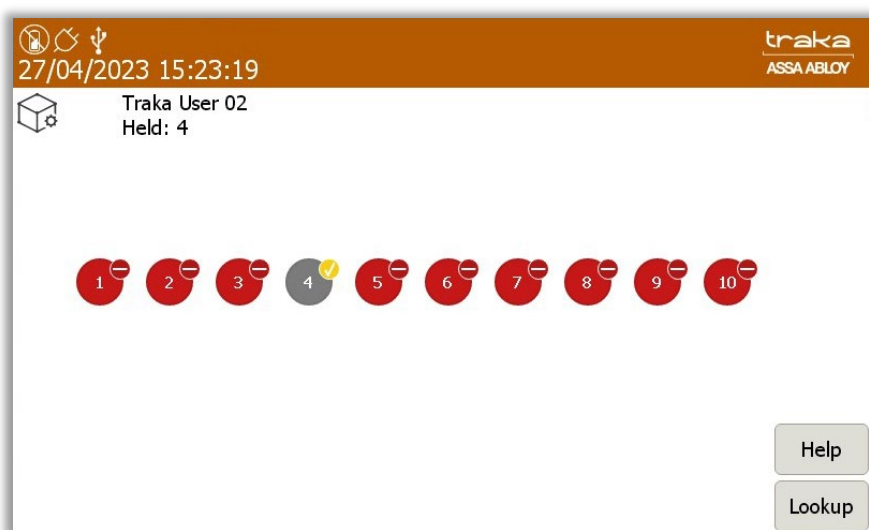 traka
27/04/2023 15:23:19
ASSA ABLOY
Traka User 02
Held: 4
1 2 3 4 5 6 7 8 9 10
Help
Lookup